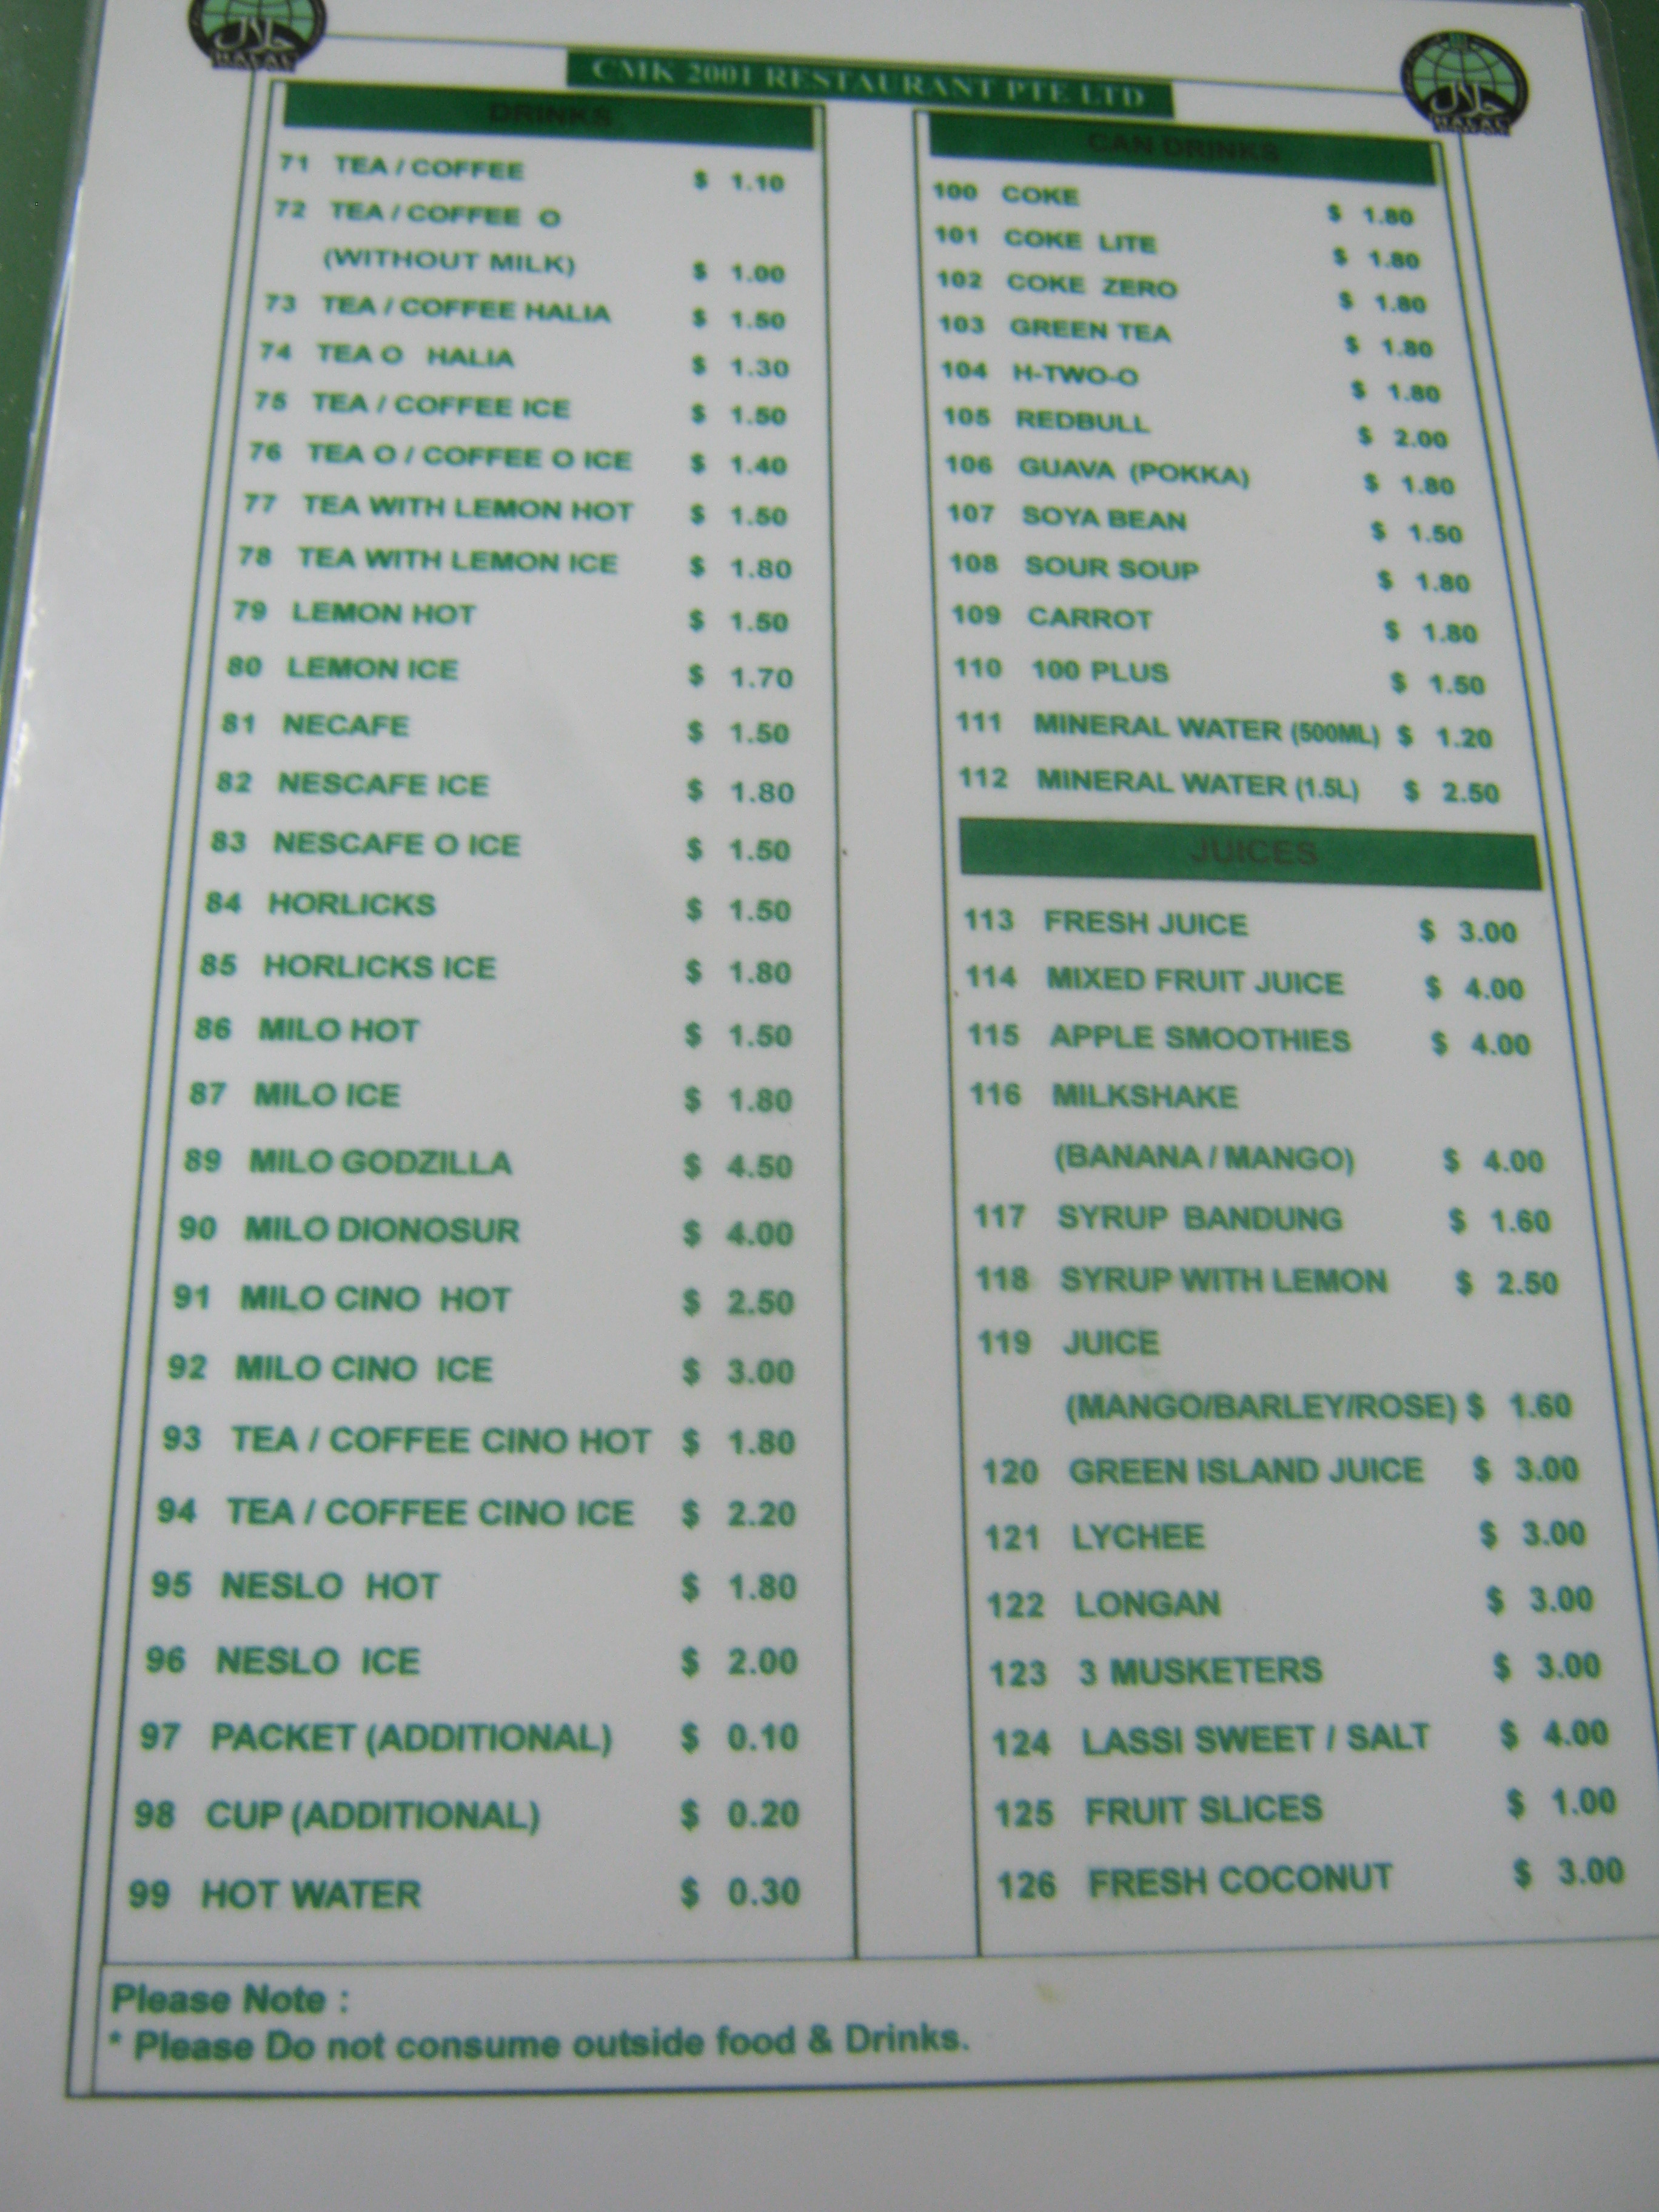 حلال
HALAL
حلال
HALAL
CMK 2001 RESTAURANT PTE LTD
DRINKS
71 TEA / COFFEE $ 1.10
72 TEA / COFFEE O
(WITHOUT MILK) $ 1.00
73 TEA / COFFEE HALIA $ 1.50
74 TEA O HALIA $ 1.30
75 TEA / COFFEE ICE $ 1.50
76 TEA O / COFFEE O ICE $ 1.40
77 TEA WITH LEMON HOT $ 1.50
78 TEA WITH LEMON ICE $ 1.80
79 LEMON HOT $ 1.50
80 LEMON ICE $ 1.70
81 NECAFE $ 1.50
82 NESCAFE ICE $ 1.80
83 NESCAFE O ICE $ 1.50
84 HORLICKS $ 1.50
85 HORLICKS ICE $ 1.80
86 MILO HOT $ 1.50
87 MILO ICE $ 1.80
89 MILO GODZILLA $ 4.50
90 MILO DIONOSUR $ 4.00
91 MILO CINO HOT $ 2.50
92 MILO CINO ICE $ 3.00
93 TEA / COFFEE CINO HOT $ 1.80
94 TEA / COFFEE CINO ICE $ 2.20
95 NESLO HOT $ 1.80
96 NESLO ICE $ 2.00
97 PACKET (ADDITIONAL) $ 0.10
98 CUP (ADDITIONAL) $ 0.20
99 HOT WATER $ 0.30
CAN DRINKS
100 COKE $ 1.80
101 COKE LITE $ 1.80
102 COKE ZERO $ 1.80
103 GREEN TEA $ 1.80
104 H-TWO-O $ 1.80
105 REDBULL $ 2.00
106 GUAVA (POKKA) $ 1.80
107 SOYA BEAN $ 1.50
108 SOUR SOUP $ 1.80
109 CARROT $ 1.80
110 100 PLUS $ 1.50
111 MINERAL WATER (500ML) $ 1.20
112 MINERAL WATER (1.5L) $ 2.50
JUICES
113 FRESH JUICE $ 3.00
114 MIXED FRUIT JUICE $ 4.00
115 APPLE SMOOTHIES $ 4.00
116 MILKSHAKE
(BANANA / MANGO) $ 4.00
117 SYRUP BANDUNG $ 1.60
118 SYRUP WITH LEMON $ 2.50
119 JUICE
(MANGO/BARLEY/ROSE) $ 1.60
120 GREEN ISLAND JUICE $ 3.00
121 LYCHEE $ 3.00
122 LONGAN $ 3.00
123 3 MUSKETERS $ 3.00
124 LASSI SWEET / SALT $ 4.00
125 FRUIT SLICES $ 1.00
126 FRESH COCONUT $ 3.00
Please Note :
* Please Do not consume outside food & Drinks.